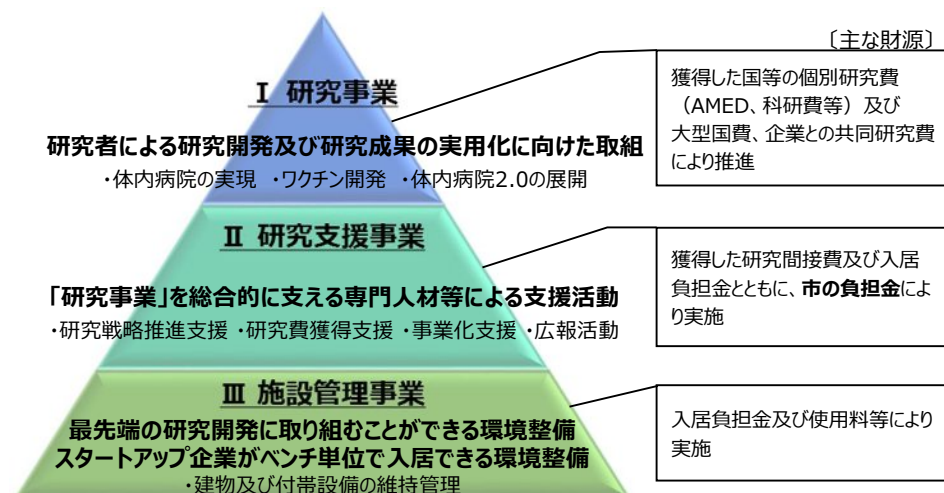 〔主な財源〕
Ⅰ 研究事業
研究者による研究開発及び研究成果の実用化に向けた取組
・体内病院の実現 ・ワクチン開発 ・体内病院2.0の展開
獲得した国等の個別研究費
（AMED、科研費等）及び
大型国費、企業との共同研究費
により推進
Ⅱ 研究支援事業
「研究事業」を総合的に支える専門人材等による支援活動
・研究戦略推進支援 ・研究費獲得支援 ・事業化支援 ・広報活動
獲得した研究間接費及び入居
負担金とともに、市の負担金によ
り実施
Ⅲ 施設管理事業
最先端の研究開発に取り組むことができる環境整備
スタートアップ企業がベンチ単位で入居できる環境整備
・建物及び付帯設備の維持管理
入居負担金及び使用料等により
実施